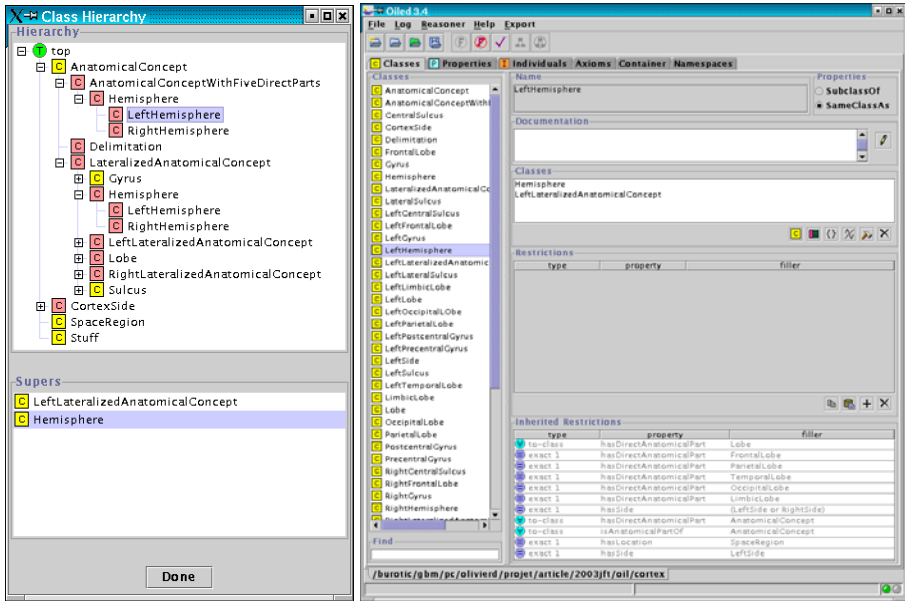 Class Hierarchy
Hierarchy
T top
C AnatomicalConcept
C AnatomicalConceptWithFiveDirectParts
C Hemisphere
C LeftHemisphere
C RightHemisphere
C Delimitation
C LateralizedAnatomicalConcept
C Gyrus
C Hemisphere
C LeftHemisphere
C RightHemisphere
C LeftLateralizedAnatomicalConcept
C Lobe
C RightLateralizedAnatomicalConcept
C Sulcus
C CortexSide
C SpaceRegion
C Stuff
Supers
C LeftLateralizedAnatomicalConcept
C Hemisphere
Done
OilEd 3.4
File Log Reasoner Help Export
C Classes P Properties I Individuals Axioms Container Namespaces
Classes
C AnatomicalConcept
C AnatomicalConceptWithF
C CentralSulcus
C CortexSide
C Delimitation
C FrontalLobe
C Gyrus
C Hemisphere
C LateralizedAnatomicalCo
C LateralSulcus
C LeftCentralSulcus
C LeftFrontalLobe
C LeftGyrus
C LeftHemisphere
C LeftLateralizedAnatomic
C LeftLateralSulcus
C LeftLimbicLobe
C LeftLobe
C LeftOccipitalLObe
C LeftParietalLobe
C LeftPostcentralGyrus
C LeftPrecentralGyrus
C LeftSide
C LeftSulcus
C LeftTemporalLobe
C LimbicLobe
C Lobe
C OccipitalLobe
C ParietalLobe
C PostcentralGyrus
C PrecentralGyrus
C RightCentralSulcus
C RightFrontalLobe
C RightGyrus
C RightHemisphere
Find
Name
LeftHemisphere
Properties
SubclassOf
SameClassAs
Documentation
Classes
Hemisphere
LeftLateralizedAnatomicalConcept
Restrictions
type property filler
Inherited Restrictions
type property filler
to-class hasDirectAnatomicalPart Lobe
exact 1 hasDirectAnatomicalPart FrontalLobe
exact 1 hasDirectAnatomicalPart ParietalLobe
exact 1 hasDirectAnatomicalPart TemporalLobe
exact 1 hasDirectAnatomicalPart OccipitalLobe
exact 1 hasDirectAnatomicalPart LimbicLobe
exact 1 hasSide (LeftSide or RightSide)
to-class hasDirectAnatomicalPart AnatomicalConcept
to-class isAnatomicalPartOf AnatomicalConcept
exact 1 hasLocation SpaceRegion
exact 1 hasSide LeftSide
/burotic/gbm/pc/olivierd/projet/article/2003jft/oil/cortex